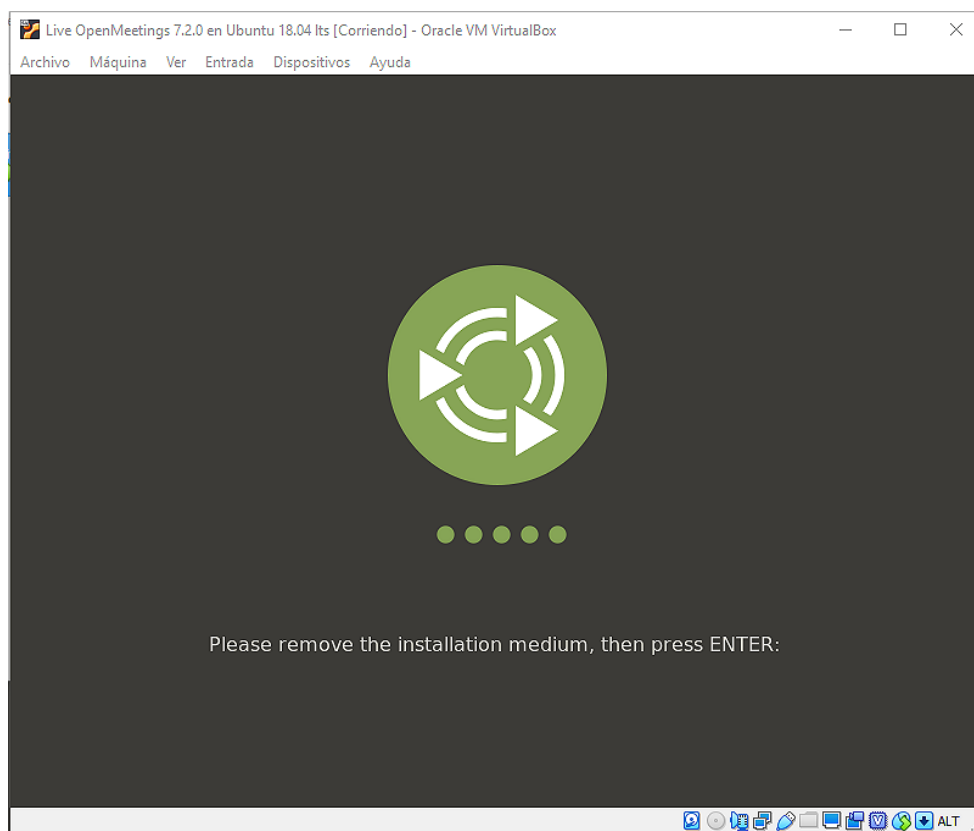 Live OpenMeetings 7.2.0 en Ubuntu 18.04 lts [Corriendo] - Oracle VM VirtualBox
Archivo Máquina Ver Entrada Dispositivos Ayuda
Please remove the installation medium, then press ENTER:
ALT